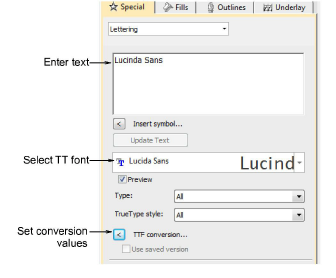 Special Fills Outlines Underlay
Lettering
Enter text
Lucinda Sans
Insert symbol...
Update Text
Select TT font
Lucida Sans Lucind
Preview
Type: All
TrueType style: All
Set conversion
values
TTF conversion...
Use saved version